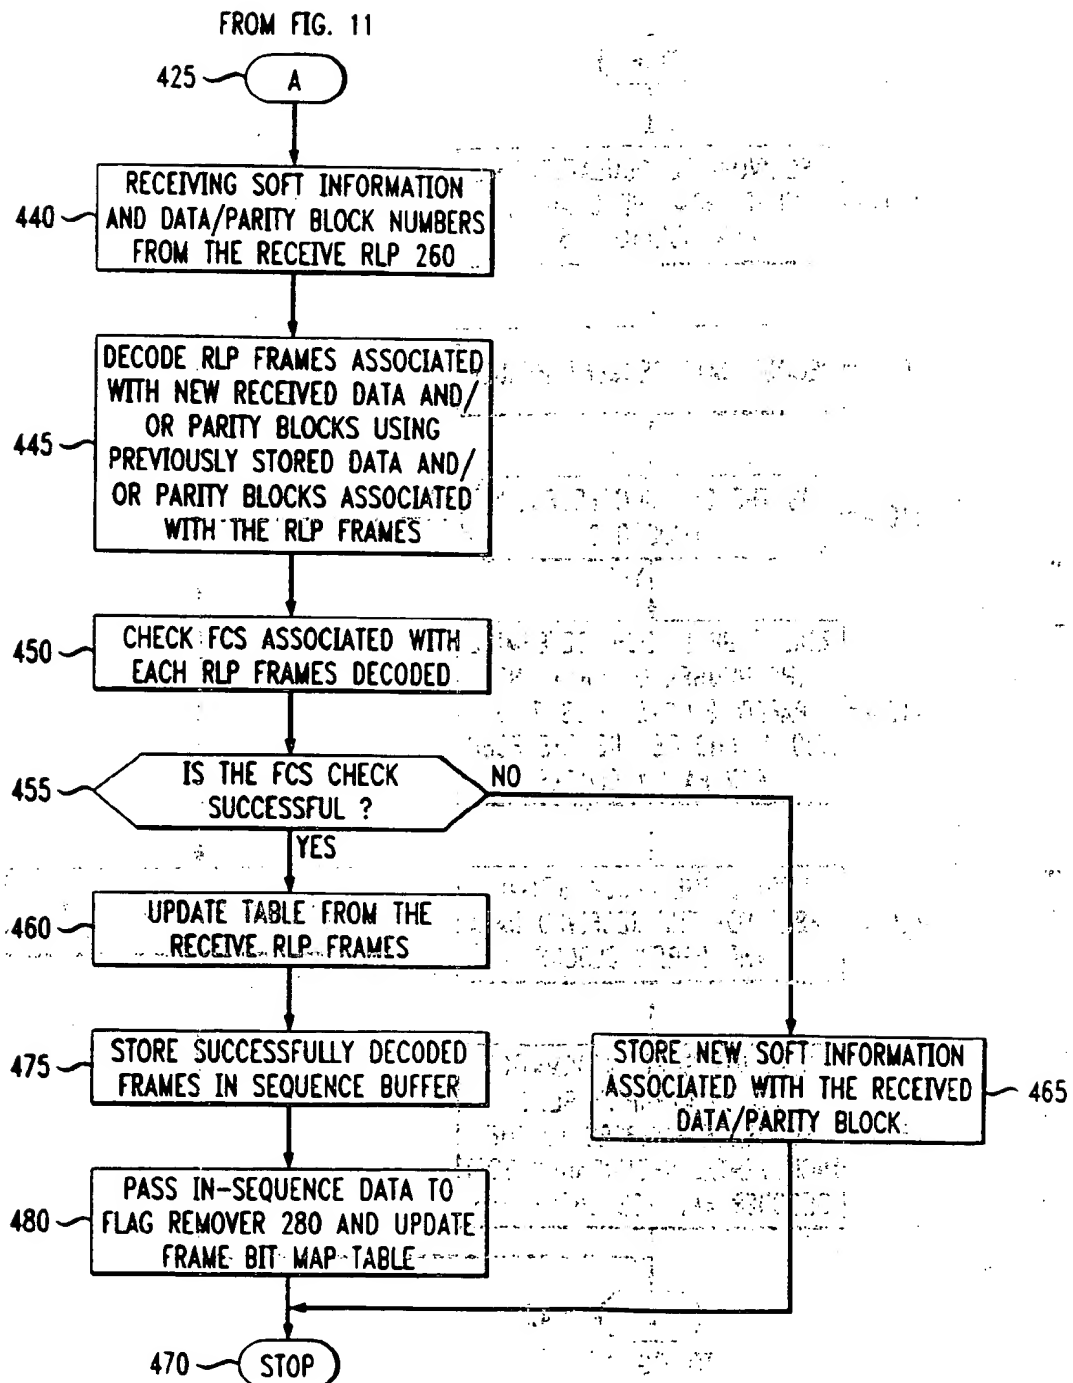 FROM FIG. 11
425
A
440
RECEIVING SOFT INFORMATION
AND DATA/PARITY BLOCK NUMBERS
FROM THE RECEIVE RLP 260
445
DECODE RLP FRAMES ASSOCIATED
WITH NEW RECEIVED DATA AND/
OR PARITY BLOCKS USING
PREVIOUSLY STORED DATA AND/
OR PARITY BLOCKS ASSOCIATED
WITH THE RLP FRAMES
450
CHECK FCS ASSOCIATED WITH
EACH RLP FRAMES DECODED
455
IS THE FCS CHECK
SUCCESSFUL ?
NO
YES
460
UPDATE TABLE FROM THE
RECEIVE RLP FRAMES
475
STORE SUCCESSFULLY DECODED
FRAMES IN SEQUENCE BUFFER
STORE NEW SOFT INFORMATION
ASSOCIATED WITH THE RECEIVED
DATA/PARITY BLOCK
465
480
PASS IN-SEQUENCE DATA TO
FLAG REMOVER 280 AND UPDATE
FRAME BIT MAP TABLE
470
STOP